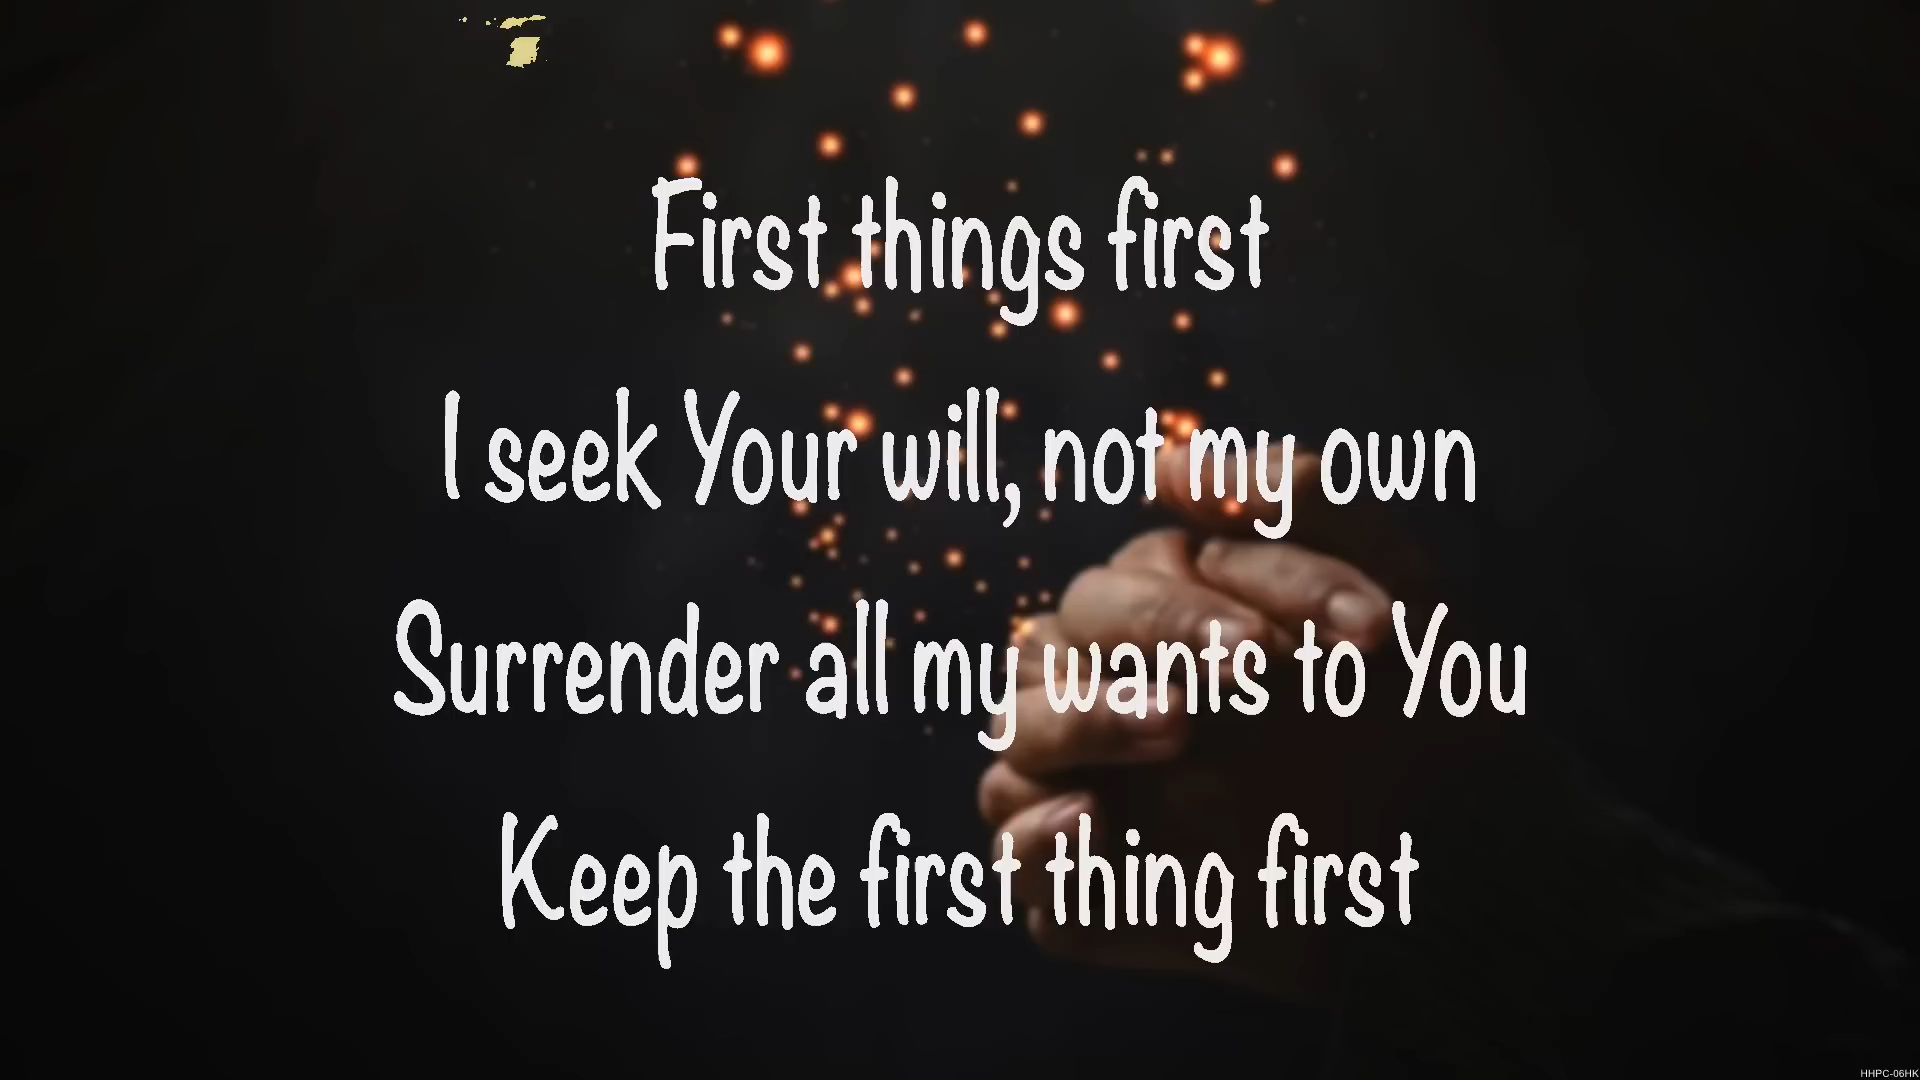 First things first
I seek Your will, not my own
Surrender all my wants to You
Keep the first thing first
HHPC-06HK